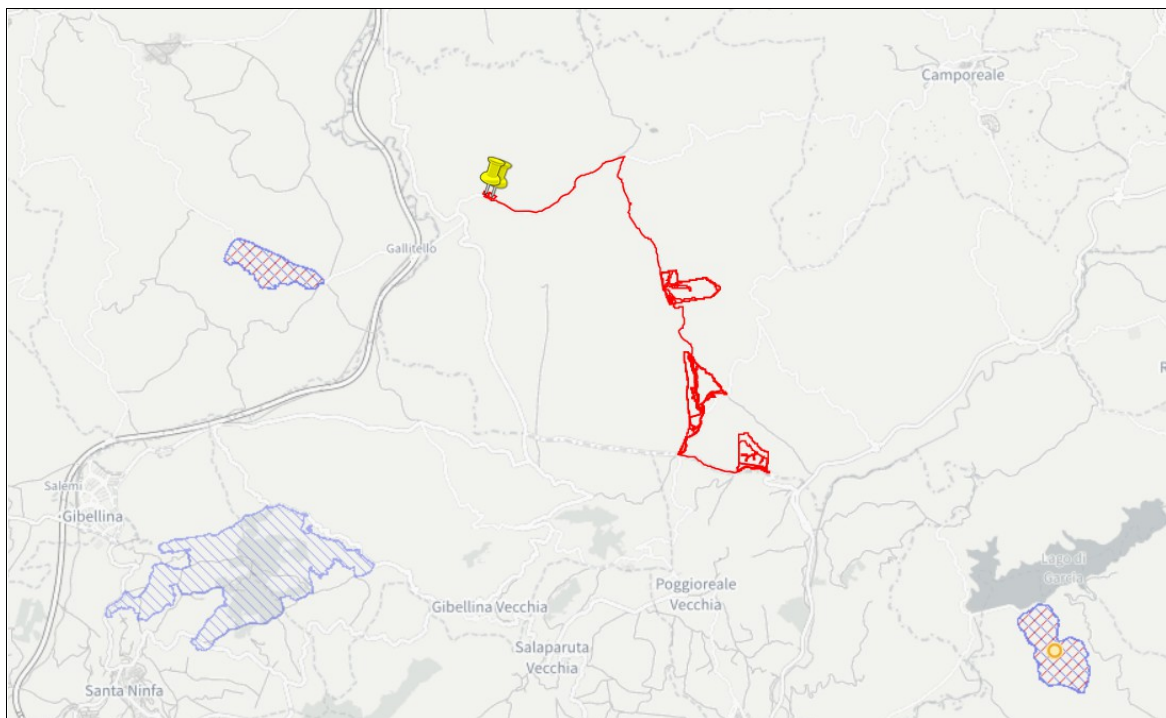 Camporeale
Gallitello
Salemi
Gibellina
Lago di
Garcia
Poggioreale
Vecchia
Gibellina Vecchia
Salaparuta
Vecchia
Santa Ninfa
R